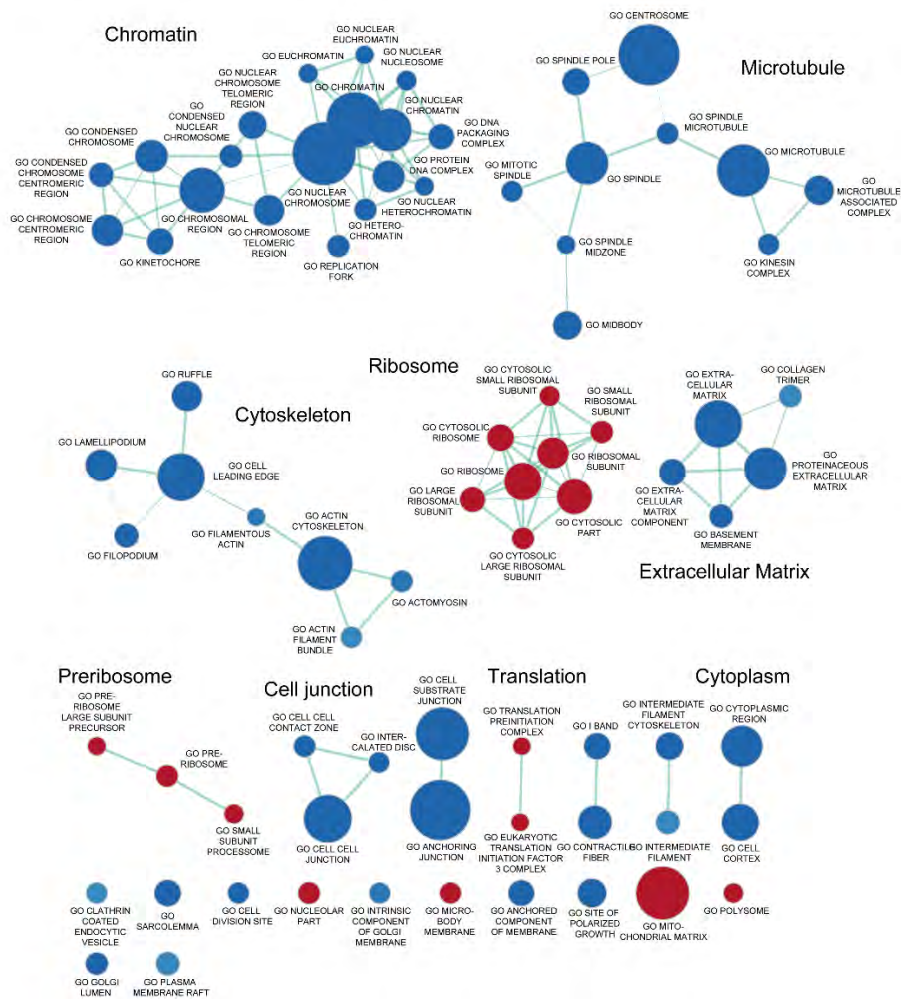 Chromatin
GO NUCLEAR
EUCHROMATIN
GO EUCHROMATIN
GO NUCLEAR
NUCLEOSOME
GO CHROMATIN
GO NUCLEAR
CHROMOSOME
TELOMERIC
REGION
GO
CONDENSED
NUCLEAR
CHROMOSOME
GO NUCLEAR
CHROMATIN
GO DNA
PACKAGING
COMPLEX
GO CONDENSED
CHROMOSOME
GO PROTEIN
DNA COMPLEX
GO CONDENSED
CHROMOSOME
CENTROMERIC
REGION
GO NUCLEAR
CHROMOSOME
GO NUCLEAR
HETEROCHROMATIN
GO CHROMOSOME
CENTROMERIC
REGION
GO CHROMOSOMAL
REGION
GO CHROMOSOME
TELOMERIC
REGION
GO HETERO-
CHROMATIN
GO KINETOCHORE
GO REPLICATION
FORK
Microtubule
GO CENTROSOME
GO SPINDLE POLE
GO SPINDLE
MICROTUBULE
GO MICROTUBULE
GO MITOTIC
SPINDLE
GO SPINDLE
GO
MICROTUBULE
ASSOCIATED
COMPLEX
GO SPINDLE
MIDZONE
GO KINESIN
COMPLEX
GO MIDBODY
Cytoskeleton
GO RUFFLE
GO LAMELLIPODIUM
GO CELL
LEADING EDGE
GO FILOPODIUM
GO FILAMENTOUS
ACTIN
GO ACTIN
CYTOSKELETON
GO ACTOMYOSIN
GO ACTIN
FILAMENT
BUNDLE
Ribosome
GO CYTOSOLIC
SMALL RIBOSOMAL
SUBUNIT
GO SMALL
RIBOSOMAL
SUBUNIT
GO CYTOSOLIC
RIBOSOME
GO RIBOSOMAL
SUBUNIT
GO RIBOSOME
GO LARGE
RIBOSOMAL
SUBUNIT
GO CYTOSOLIC
PART
GO CYTOSOLIC
LARGE RIBOSOMAL
SUBUNIT
GO EXTRA-
CELLULAR
MATRIX
GO COLLAGEN
TRIMER
GO
PROTEINACEOUS
EXTRACELLULAR
MATRIX
GO EXTRA-
CELLULAR
MATRIX
COMPONENT
GO BASEMENT
MEMBRANE
Extracellular Matrix
Preribosome
GO PRE-
RIBOSOME
LARGE SUBUNIT
PRECURSOR
GO PRE-
RIBOSOME
GO SMALL
SUBUNIT
PROCESSOME
Cell junction
GO CELL CELL
CONTACT ZONE
GO INTER-
CALATED DISC
GO CELL CELL
JUNCTION
GO CELL
SUBSTRATE
JUNCTION
GO ANCHORING
JUNCTION
Translation
GO TRANSLATION
PREINITIATION
COMPLEX
GO EUKARYOTIC
TRANSLATION
INITIATION FACTOR
3 COMPLEX
GO I BAND
GO CONTRACTILE
FIBER
GO INTERMEDIATE
FILAMENT
CYTOSKELETON
GO INTERMEDIATE
FILAMENT
Cytoplasm
GO CYTOPLASMIC
REGION
GO CELL
CORTEX
GO CLATHRIN
COATED
ENDOCYTIC
VESICLE
GO
SARCOLEMMA
GO CELL
DIVISION SITE
GO NUCLEOLAR
PART
GO INTRINSIC
COMPONENT
OF GOLGI
MEMBRANE
GO MICRO-
BODY
MEMBRANE
GO ANCHORED
COMPONENT
OF MEMBRANE
GO SITE OF
POLARIZED
GROWTH
GO MITO-
CHONDRIAL
MATRIX
GO POLYSOME
GO GOLGI
LUMEN
GO PLASMA
MEMBRANE RAFT